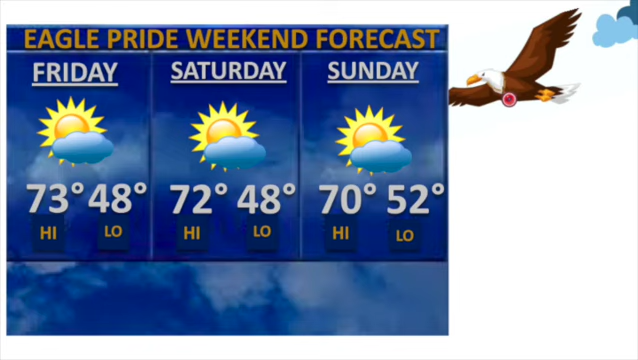 EAGLE PRIDE WEEKEND FORECAST
FRIDAY SATURDAY SUNDAY
73° 48° 72° 48° 70° 52°
HI LO HI LO HI LO